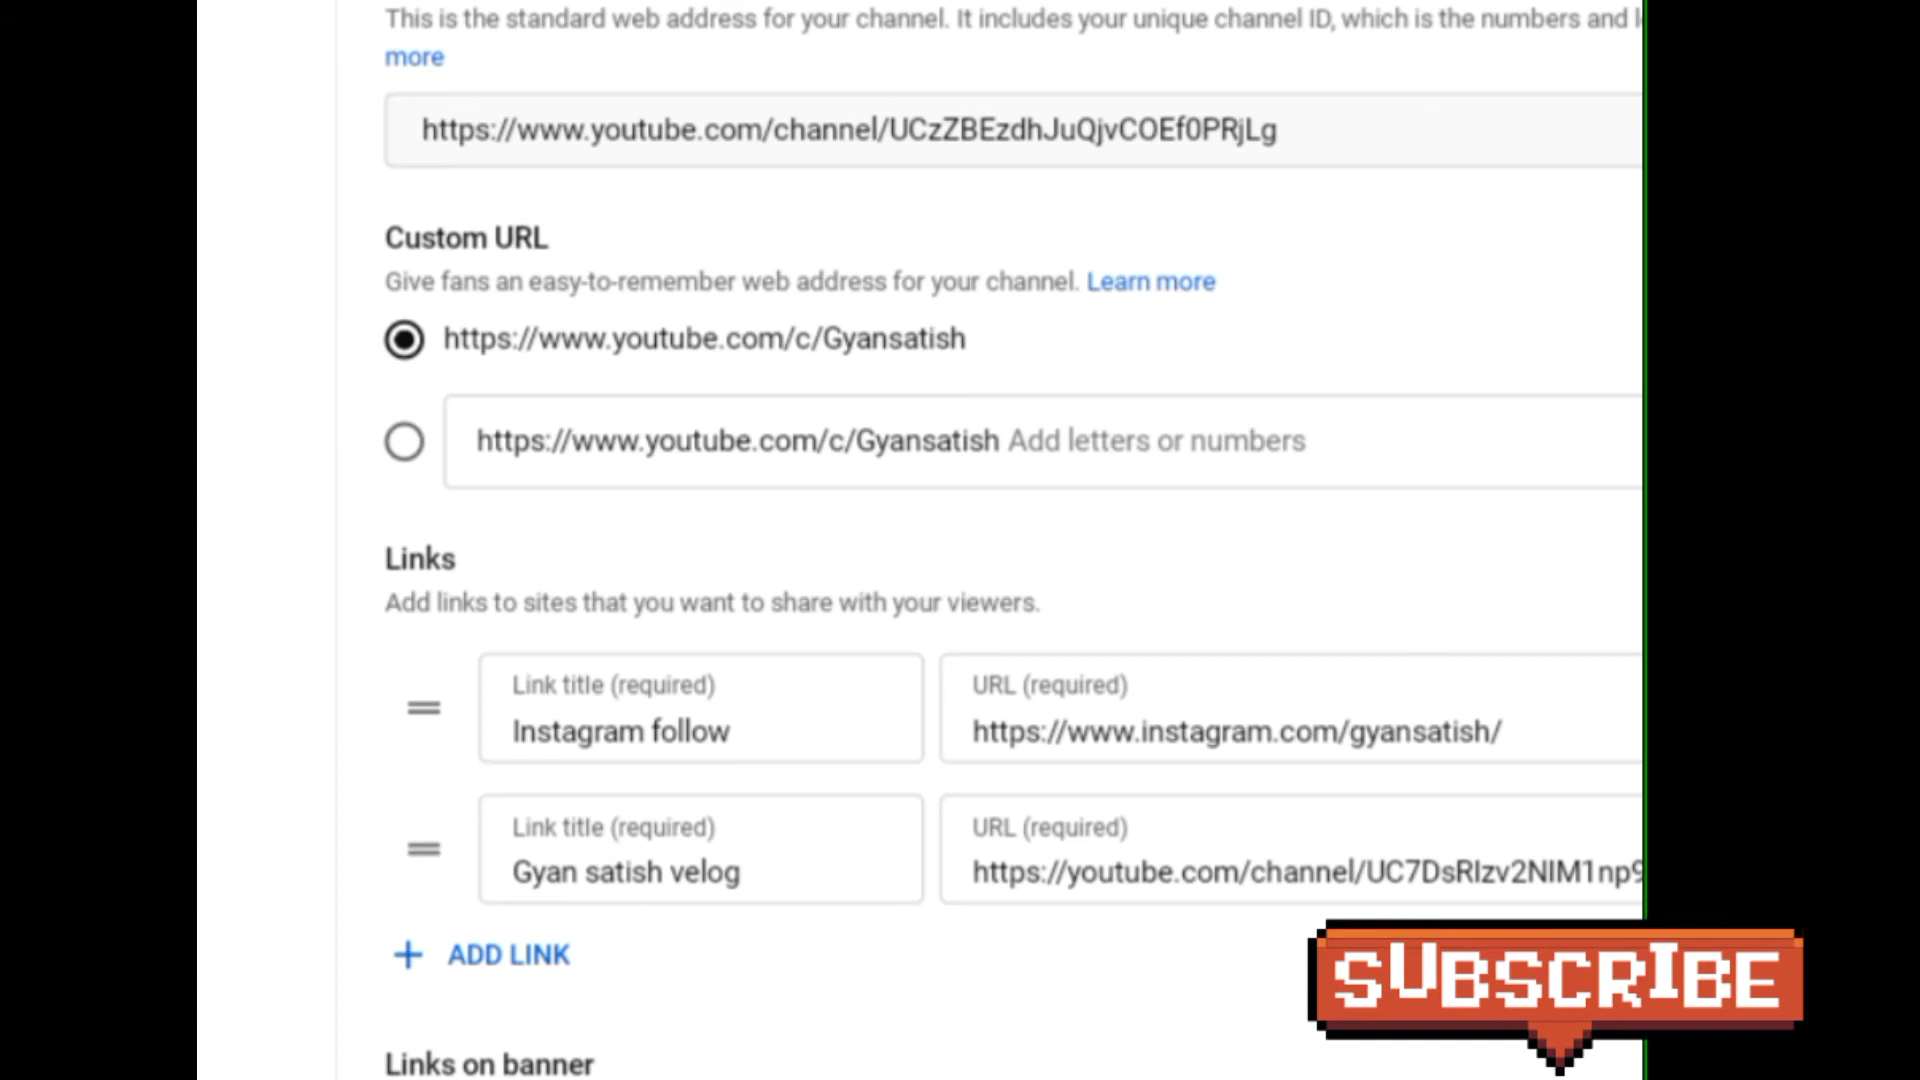 This is the standard web address for your channel. It includes your unique channel ID, which is the numbers and
more
https://www.youtube.com/channel/UCzZBEzdhJuQjvCOEf0PRjLg
Custom URL
Give fans an easy-to-remember web address for your channel. Learn more
https://www.youtube.com/c/Gyansatish
https://www.youtube.com/c/Gyansatish Add letters or numbers
Links
Add links to sites that you want to share with your viewers.
Link title (required) URL (required)
Instagram follow https://www.instagram.com/gyansatish/
Link title (required) URL (required)
Gyan satish velog https://youtube.com/channel/UC7DsRIzv2NIM1np9
+ ADD LINK
SUBSCRIBE
Links on banner